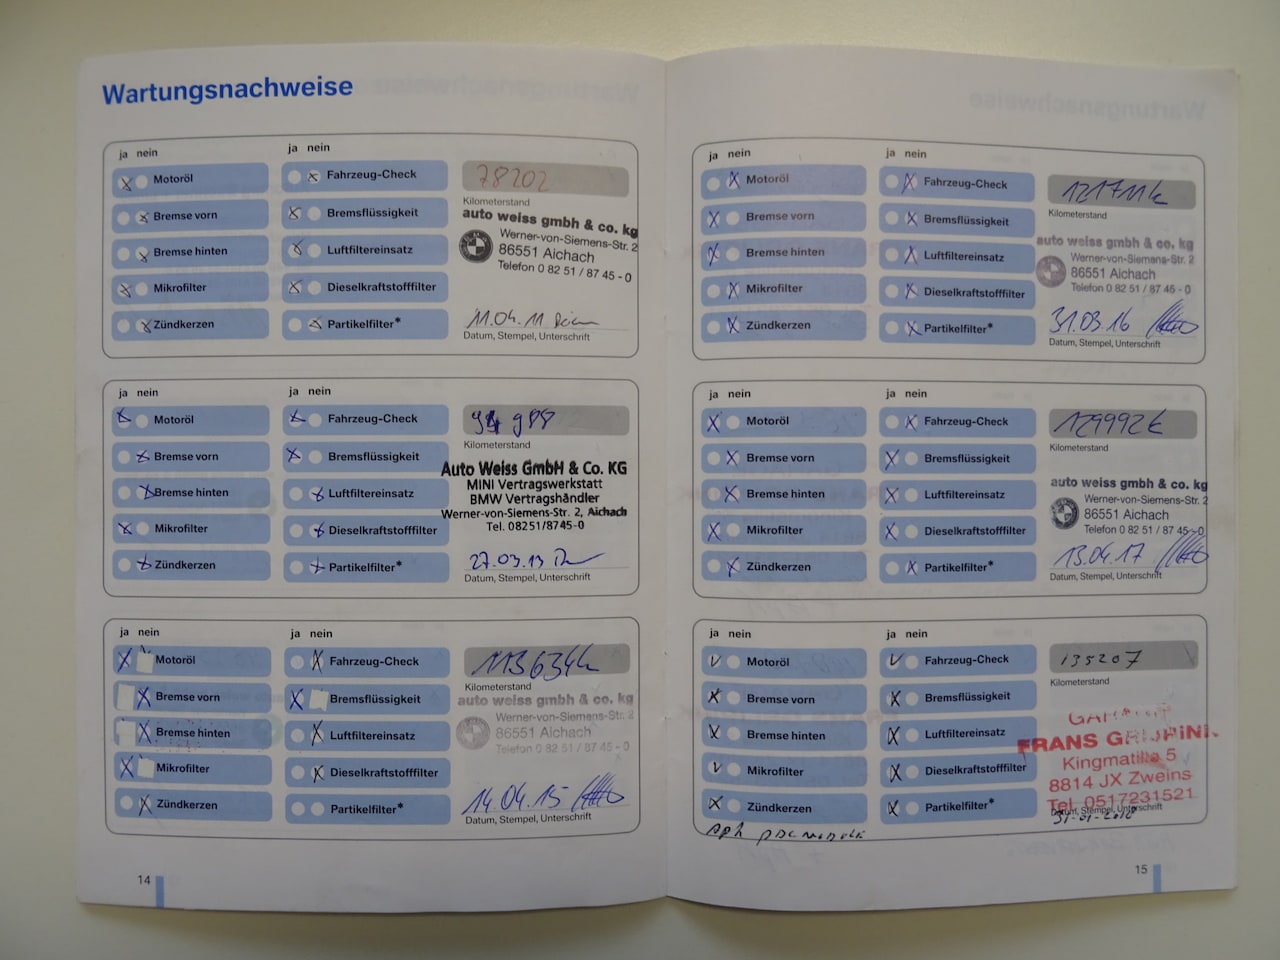 Wartungsnachweise
ja nein
ja nein
Motoröl
Bremse vorn
Bremse hinten
Mikrofilter
Zündkerzen
Fahrzeug-Check
Bremsflüssigkeit
Luftfiltereinsatz
Dieselkraftstofffilter
Partikelfilter*
78202
Kilometerstand
auto weiss gmbh & co. kg
Werner-von-Siemens-Str. 2
86551 Aichach
Telefon 0 82 51 / 87 45 - 0
11.04.11
Datum, Stempel, Unterschrift
ja nein
ja nein
Motoröl
Bremse vorn
Bremse hinten
Mikrofilter
Zündkerzen
Fahrzeug-Check
Bremsflüssigkeit
Luftfiltereinsatz
Dieselkraftstofffilter
Partikelfilter*
Kilometerstand
Auto Weiss GmbH & Co. KG
MINI Vertragswerkstatt
BMW Vertragshändler
Werner-von-Siemens-Str. 2, Aichach
Tel. 08251/8745-0
27.03.13
Datum, Stempel, Unterschrift
ja nein
ja nein
Motoröl
Bremse vorn
Bremse hinten
Mikrofilter
Zündkerzen
Fahrzeug-Check
Bremsflüssigkeit
Luftfiltereinsatz
Dieselkraftstofffilter
Partikelfilter*
113634k
Kilometerstand
auto weiss gmbh & co. kg
Werner-von-Siemens-Str. 2
86551 Aichach
Telefon 0 82 51 / 87 45 - 0
14.04.15
Datum, Stempel, Unterschrift
14
ja nein
ja nein
Motoröl
Bremse vorn
Bremse hinten
Mikrofilter
Zündkerzen
Fahrzeug-Check
Bremsflüssigkeit
Luftfiltereinsatz
Dieselkraftstofffilter
Partikelfilter*
121711k
Kilometerstand
auto weiss gmbh & co. kg
Werner-von-Siemens-Str. 2
86551 Aichach
Telefon 0 82 51 / 87 45 - 0
31.03.16
Datum, Stempel, Unterschrift
ja nein
ja nein
Motoröl
Bremse vorn
Bremse hinten
Mikrofilter
Zündkerzen
Fahrzeug-Check
Bremsflüssigkeit
Luftfiltereinsatz
Dieselkraftstofffilter
Partikelfilter*
129992k
Kilometerstand
auto weiss gmbh & co. kg
Werner-von-Siemens-Str. 2
86551 Aichach
Telefon 0 82 51 / 87 45 - 0
13.04.17
Datum, Stempel, Unterschrift
ja nein
ja nein
Motoröl
Bremse vorn
Bremse hinten
Mikrofilter
Zündkerzen
Fahrzeug-Check
Bremsflüssigkeit
Luftfiltereinsatz
Dieselkraftstofffilter
Partikelfilter*
135207
Kilometerstand
FRANS
Kingmatille 5
8814 JX Zweins
Tel. 0517231521
Datum, Stempel, Unterschrift
15